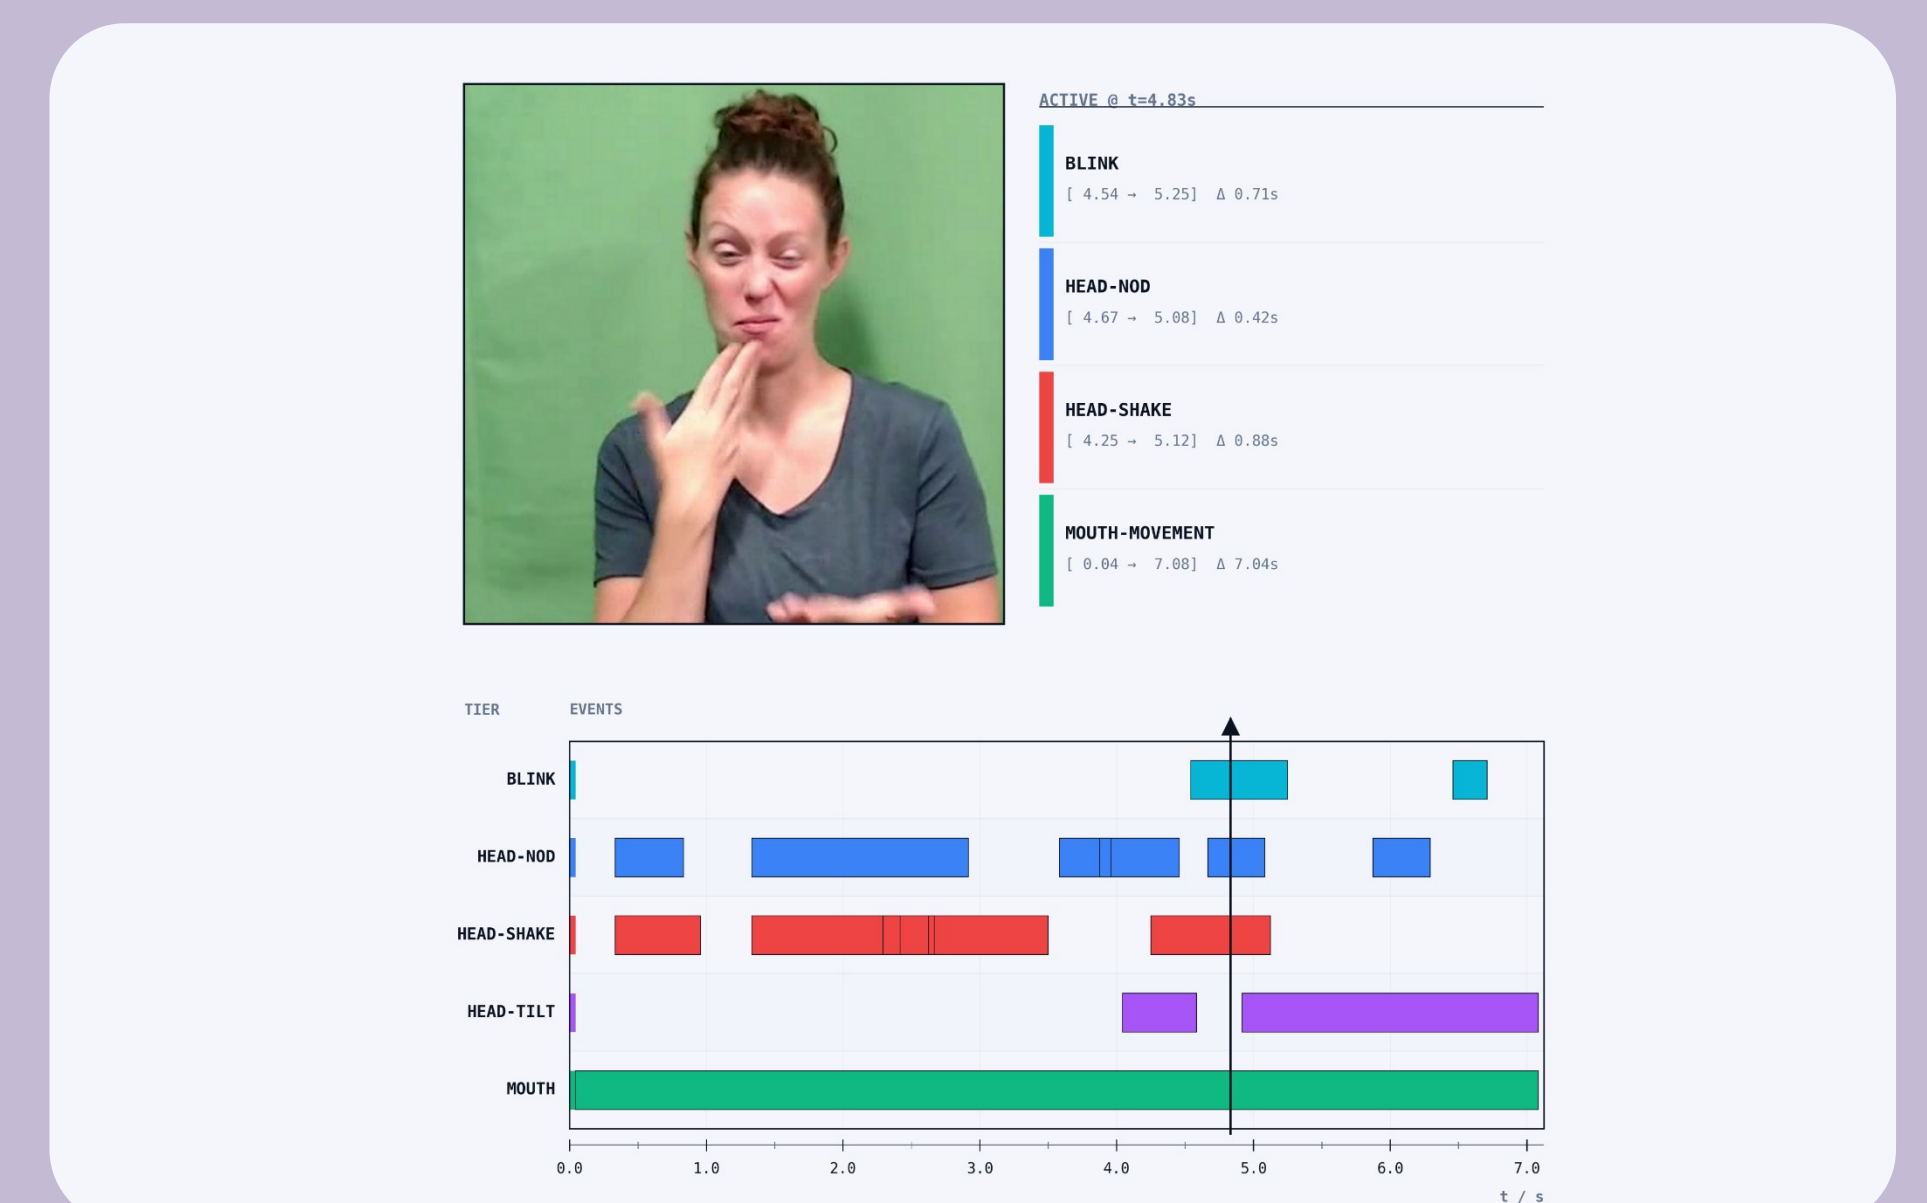 ACTIVE @ t=4.83s
BLINK
[ 4.54 → 5.25] Δ 0.71s
HEAD-NOD
[ 4.67 → 5.08] Δ 0.42s
HEAD-SHAKE
[ 4.25 → 5.12] Δ 0.88s
MOUTH-MOVEMENT
[ 0.04 → 7.08] Δ 7.04s
TIER EVENTS
BLINK
HEAD-NOD
HEAD-SHAKE
HEAD-TILT
MOUTH
0.0 1.0 2.0 3.0 4.0 5.0 6.0 7.0
t / s